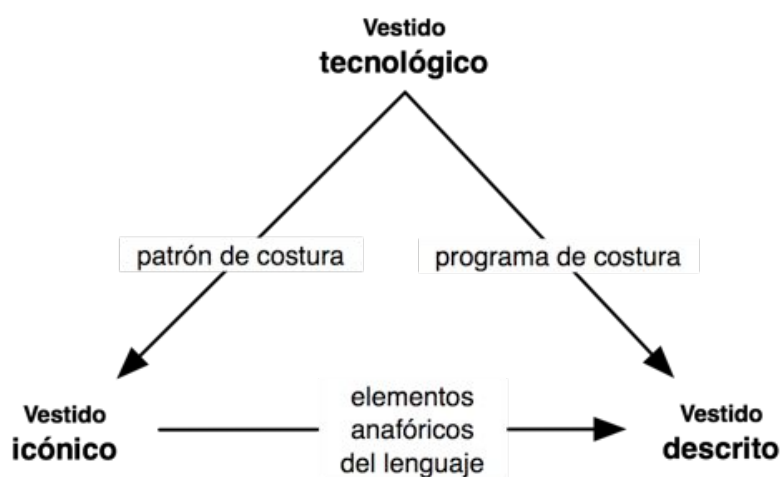 Vestido
tecnológico
patrón de costura
programa de costura
Vestido
icónico
elementos
anafóricos
del lenguaje
Vestido
descrito